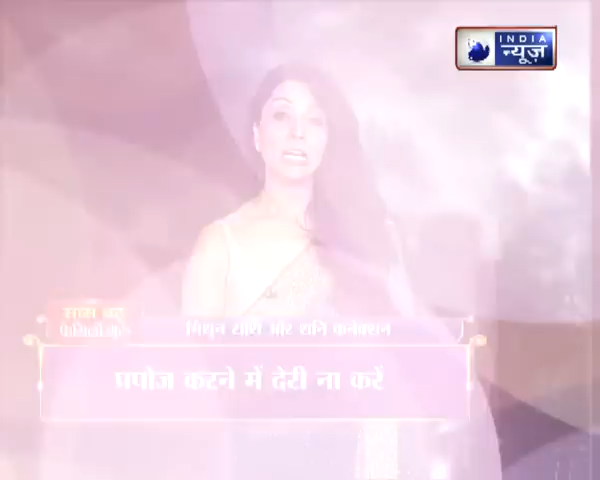 INDIA
न्यूज़
मिथुन राशि और शनि कनेक्शन
प्रपोज करने में देरी ना करें